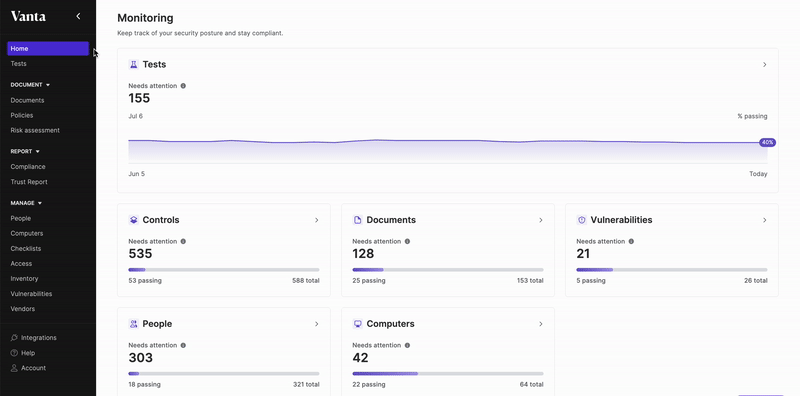 Vanta
Home
Tests
DOCUMENT
Documents
Policies
Risk assessment
REPORT
Compliance
Trust Report
MANAGE
People
Computers
Checklists
Access
Inventory
Vulnerabilities
Vendors
Integrations
Help
Account
Monitoring
Keep track of your security posture and stay compliant.
Tests
Needs attention
155
Jul 6 % passing
40%
Jun 5 Today
Controls
Needs attention
535
53 passing 588 total
Documents
Needs attention
128
25 passing 153 total
Vulnerabilities
Needs attention
21
5 passing 26 total
People
Needs attention
303
18 passing 321 total
Computers
Needs attention
42
22 passing 64 total